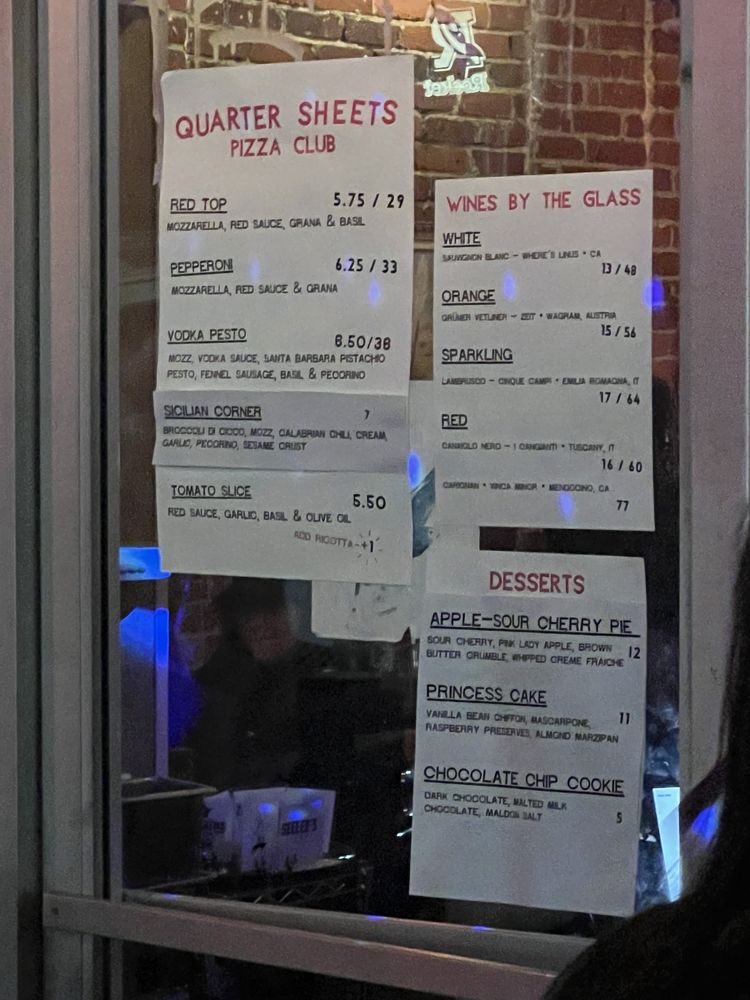 QUARTER SHEETS
PIZZA CLUB
RED TOP 5.75 / 29
MOZZARELLA, RED SAUCE, GRANA & BASIL
PEPPERONI 6.25 / 33
MOZZARELLA, RED SAUCE & GRANA
VODKA PESTO 8.50/38
MOZZ, VODKA SAUCE, SANTA BARBARA PISTACHIO
PESTO, FENNEL SAUSAGE, BASIL & PECORINO
SICILIAN CORNER 7
BROCCOLI DI CICCO, MOZZ, CALABRIAN CHILI, CREAM,
GARLIC, PECORINO, SESAME CRUST
TOMATO SLICE 5.50
RED SAUCE, GARLIC, BASIL & OLIVE OIL
ADD RICOTTA +1
WINES BY THE GLASS
WHITE
SAUVIGNON BLANC – WHERE'S LINUS • CA
13 / 48
ORANGE
GRÜNER VETLINER – ZEIT • WAGRAM, AUSTRIA
15 / 56
SPARKLING
LAMBRUSCO – CINQUE CAMPI • EMILIA ROMAGNA, IT
17 / 64
RED
CANAIOLO NERO – I CANGIANTI • TUSCANY, IT
16 / 60
CARIGNAN • VINCA MINOR • MENDOCINO, CA
77
DESSERTS
APPLE-SOUR CHERRY PIE
SOUR CHERRY, PINK LADY APPLE, BROWN 12
BUTTER CRUMBLE, WHIPPED CREME FRAICHE
PRINCESS CAKE
VANILLA BEAN CHIFFON, MASCARPONE, 11
RASPBERRY PRESERVES, ALMOND MARZIPAN
CHOCOLATE CHIP COOKIE
DARK CHOCOLATE, MALTED MILK
CHOCOLATE, MALDON SALT 5